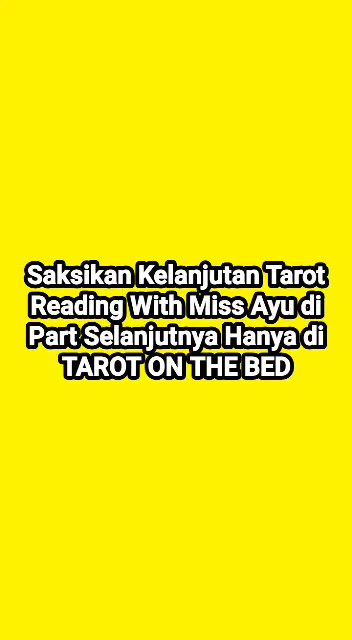 Saksikan Kelanjutan Tarot
Reading With Miss Ayu di
Part Selanjutnya Hanya di
TAROT ON THE BED